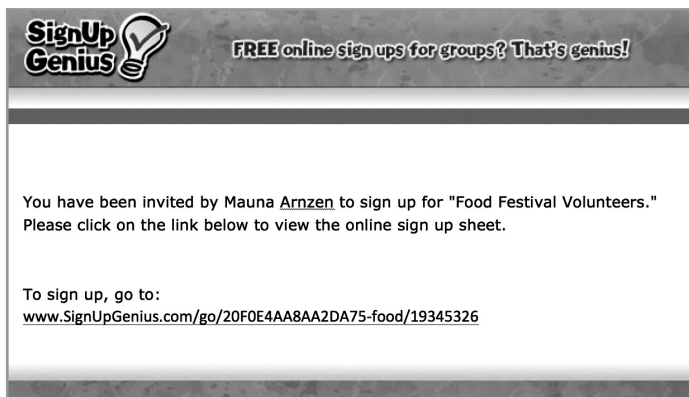 SignUp
Genius
FREE online sign ups for groups? That's genius!
You have been invited by Mauna Arnzen to sign up for "Food Festival Volunteers."
Please click on the link below to view the online sign up sheet.
To sign up, go to:
www.SignUpGenius.com/go/20F0E4AA8AA2DA75-food/19345326